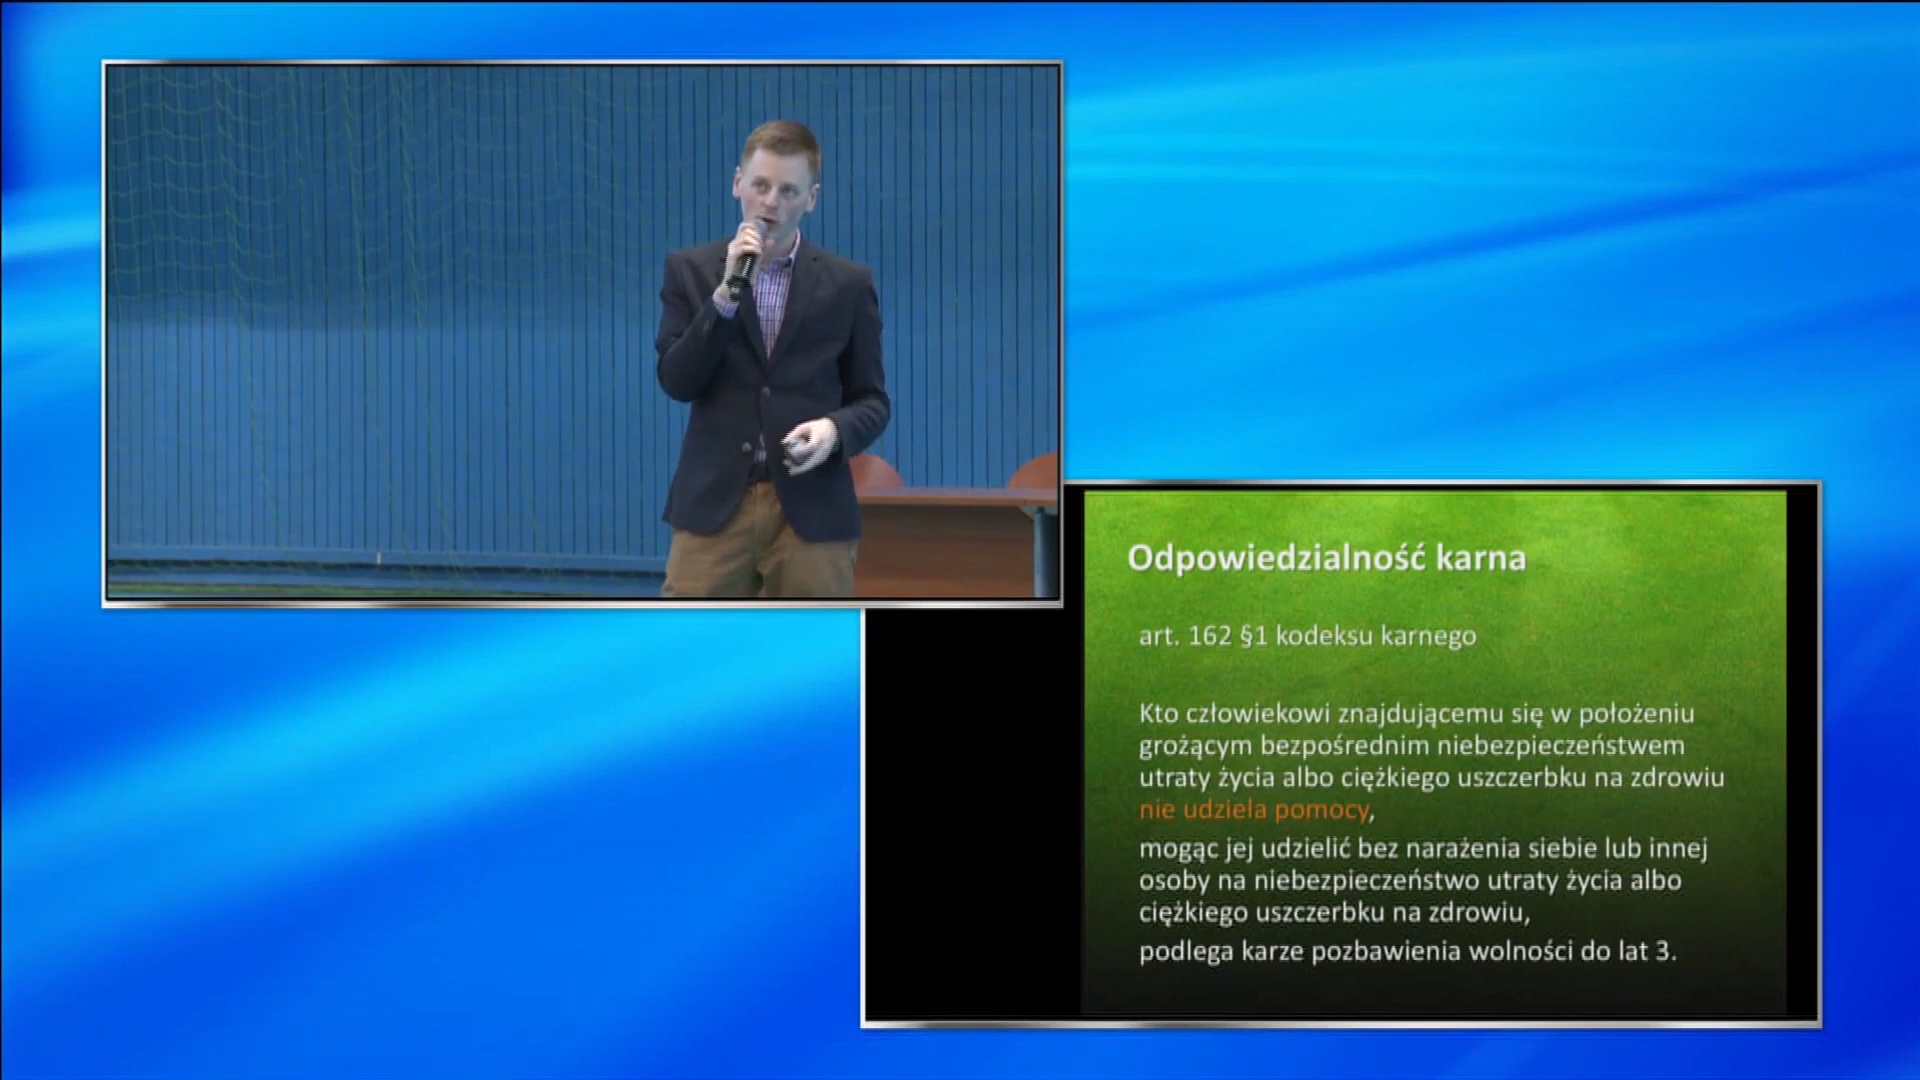 Odpowiedzialność karna
art. 162 §1 kodeksu karnego
Kto człowiekowi znajdującemu się w położeniu
grożącym bezpośrednim niebezpieczeństwem
utraty życia albo ciężkiego uszczerbku na zdrowiu
nie udziela pomocy,
mogąc jej udzielić bez narażenia siebie lub innej
osoby na niebezpieczeństwo utraty życia albo
ciężkiego uszczerbku na zdrowiu,
podlega karze pozbawienia wolności do lat 3.